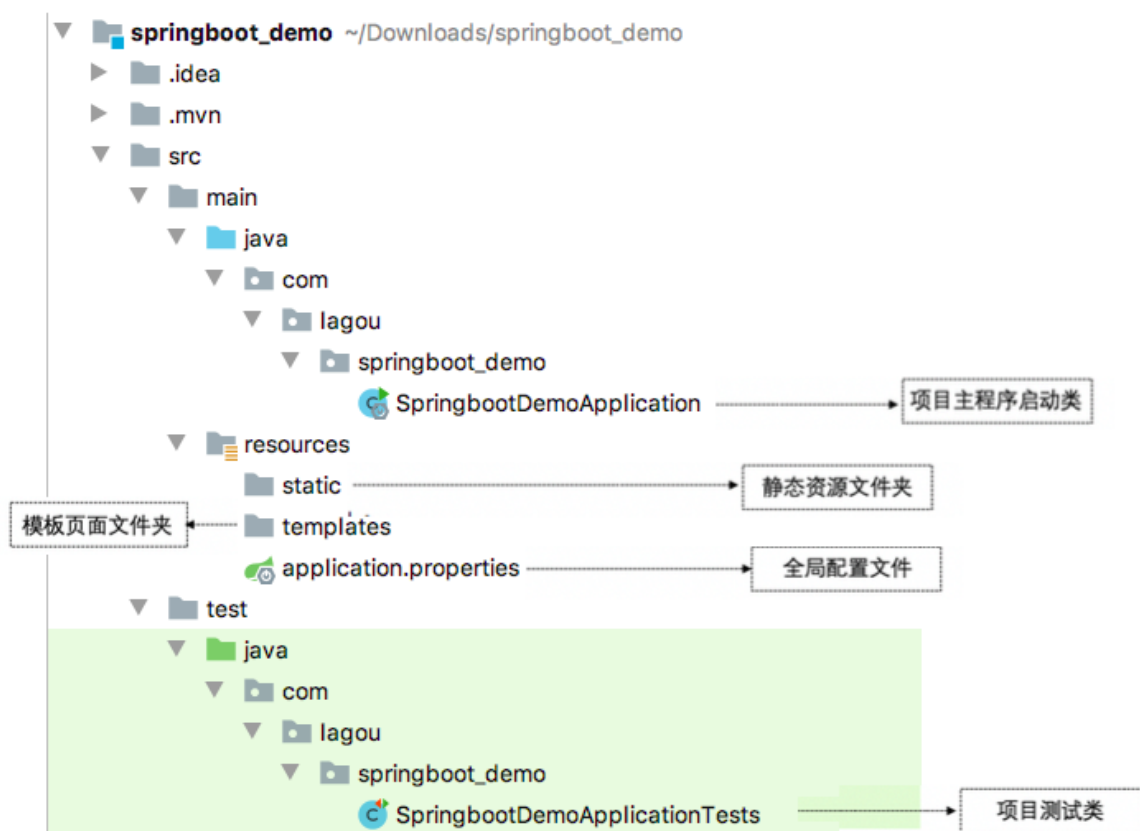 springboot_demo ~/Downloads/springboot_demo
.idea
.mvn
src
main
java
com
lagou
springboot_demo
SpringbootDemoApplication 项目主程序启动类
resources
static 静态资源文件夹
模板页面文件夹 templates
application.properties 全局配置文件
test
java
com
lagou
springboot_demo
SpringbootDemoApplicationTests 项目测试类